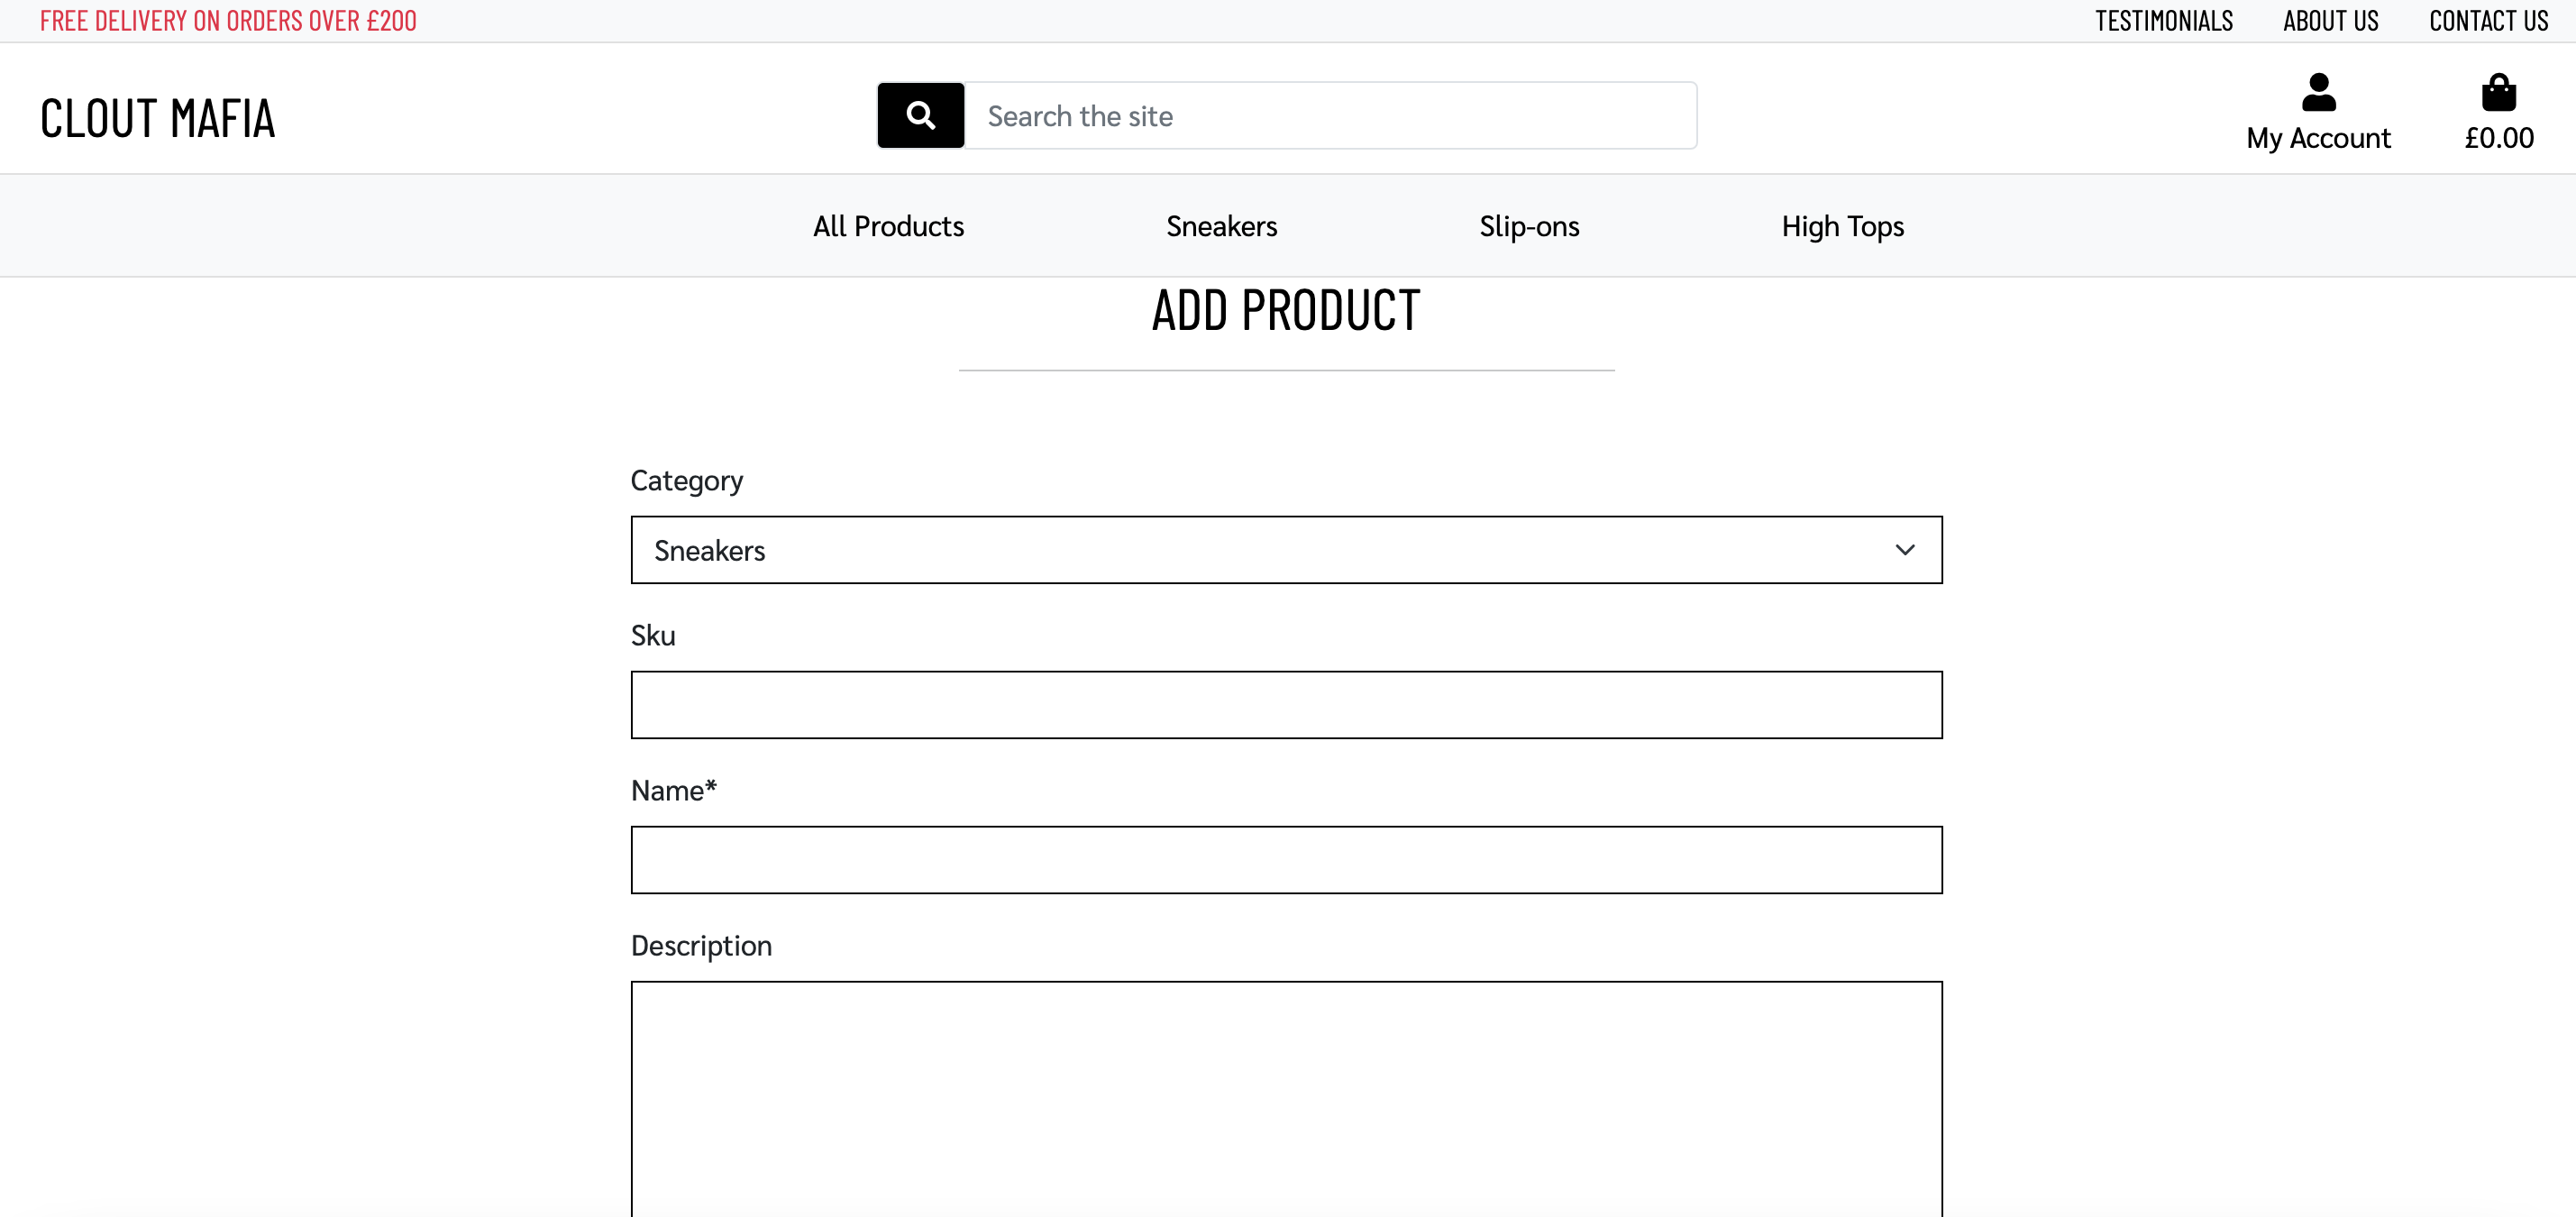 FREE DELIVERY ON ORDERS OVER £200
TESTIMONIALS
ABOUT US
CONTACT US
CLOUT MAFIA
Search the site
My Account
£0.00
All Products
Sneakers
Slip-ons
High Tops
ADD PRODUCT
Category
Sneakers
Sku
Name*
Description